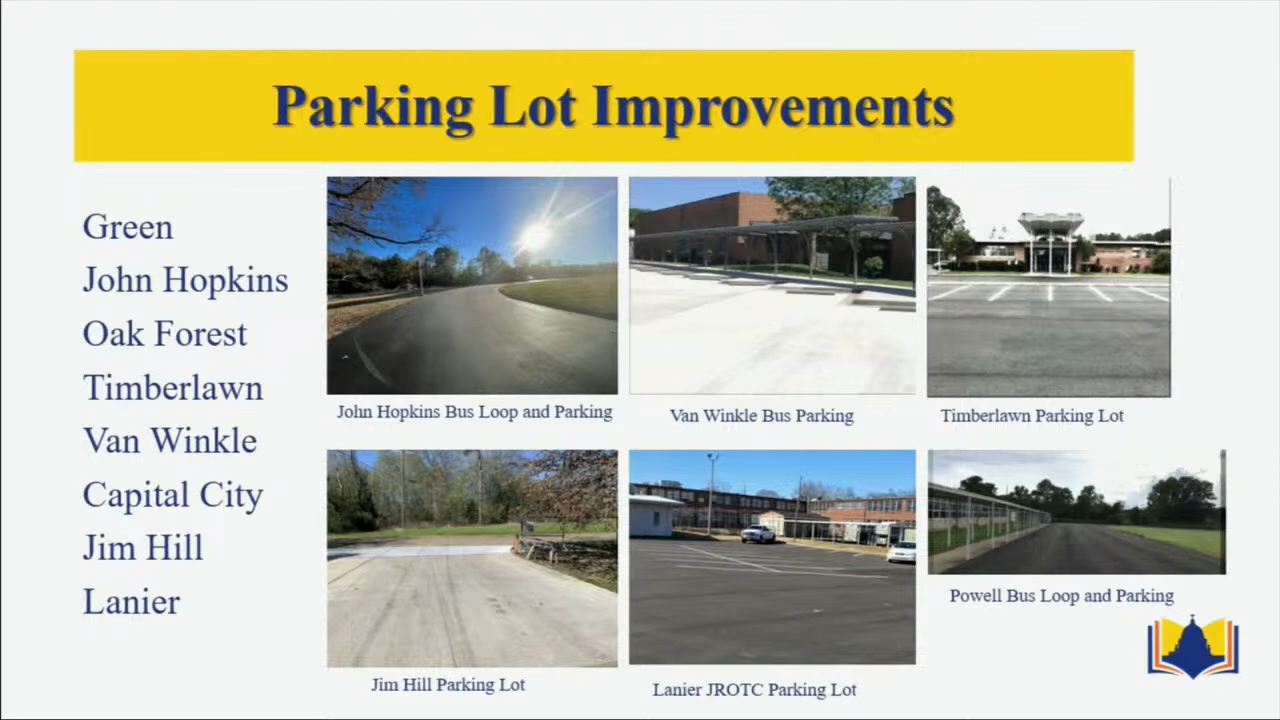 Parking Lot Improvements
Green
John Hopkins
Oak Forest
Timberlawn
Van Winkle
Capital City
Jim Hill
Lanier
John Hopkins Bus Loop and Parking
Van Winkle Bus Parking
Timberlawn Parking Lot
Jim Hill Parking Lot
Lanier JROTC Parking Lot
Powell Bus Loop and Parking